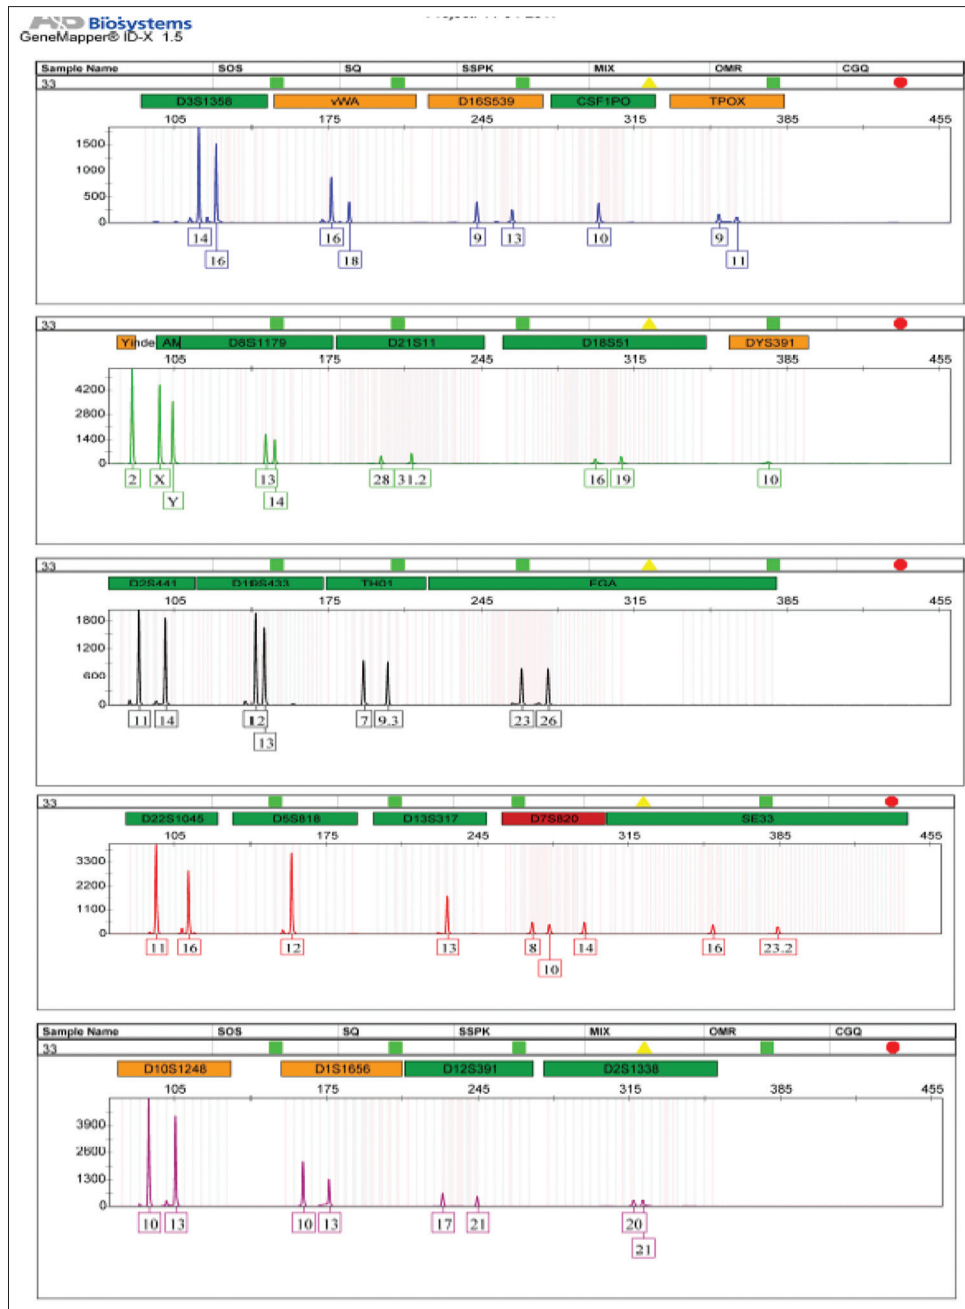 Biosystems
GeneMapper® ID-X 1.5
Sample Name SOS SQ SSPK MIX OMR CGQ
33
D3S1358 vWA D16S539 CSF1PO TPOX
105 175 245 315 385 455
1500
1000
500
0
14 16 9 13 10 9
16 18 11
33
Yinde AM D8S1179 D21S11 D18S51 DYS391
105 175 245 315 385 455
4200
2800
1400
0
2 X 13 28 31.2 16 19 10
Y 14
33
D2S441 D19S433 TH01 FGA
105 175 245 315 385 455
1800
1200
600
0
11 14 12 7 9.3 23 26
13
33
D22S1045 D5S818 D13S317 D7S820 SE33
105 175 245 315 385 455
3300
2200
1100
0
11 16 12 13 8 14 16 23.2
10
Sample Name SOS SQ SSPK MIX OMR CGQ
33
D10S1248 D1S1656 D12S391 D2S1338
105 175 245 315 385 455
3900
2600
1300
0
10 13 10 13 17 21 20
21